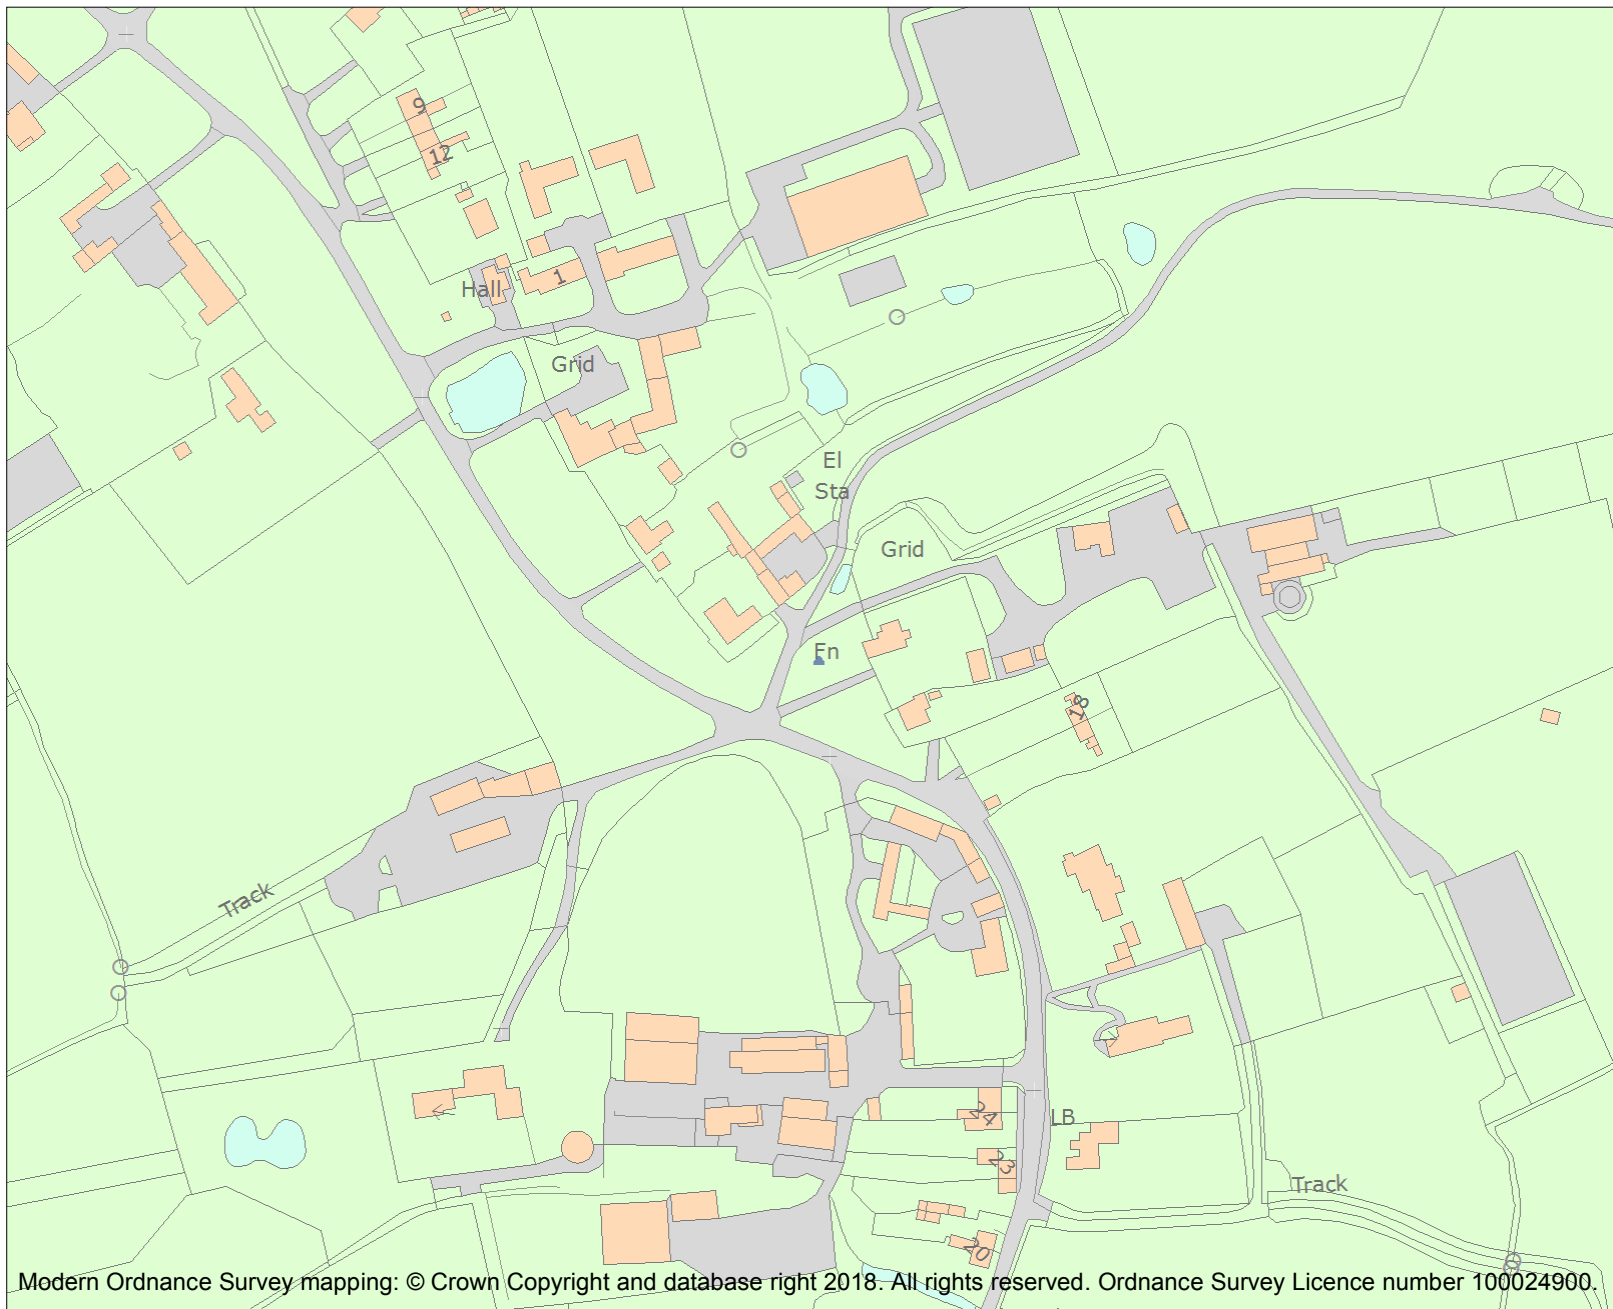 9
12
Hall
1
Grid
El
Sta
Grid
Fn
18
Track
24
LB
23
Track
20
Modern Ordnance Survey mapping: © Crown Copyright and database right 2018. All rights reserved. Ordnance Survey Licence number 100024900.